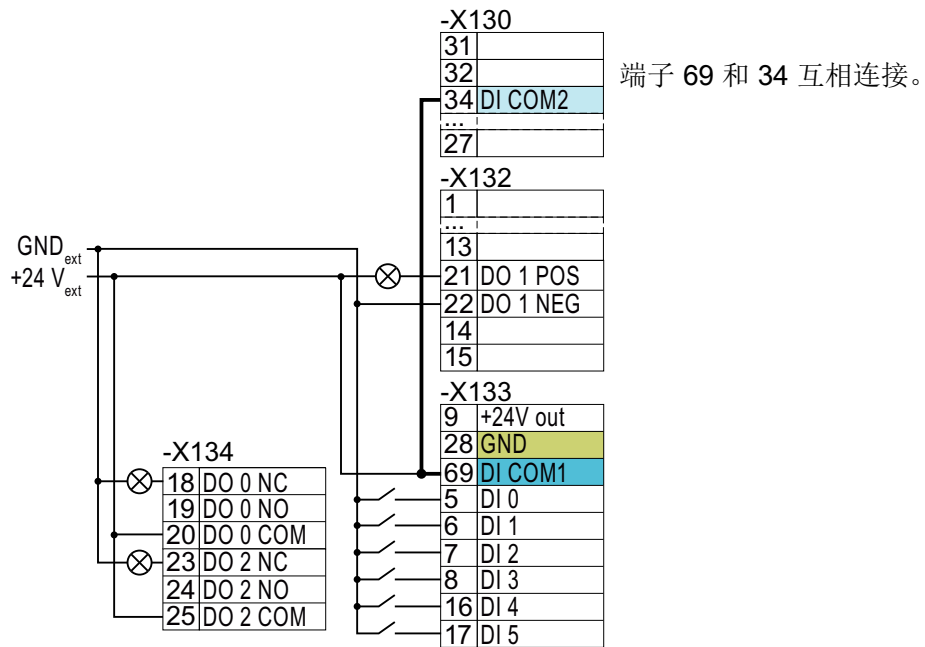 -X130
31
32
34 DI COM2
...
27
端子 69 和 34 互相连接。
-X132
1
...
13
21 DO 1 POS
22 DO 1 NEG
14
15
GND ext
+24 V ext
-X133
9 +24V out
28 GND
69 DI COM1
5 DI 0
6 DI 1
7 DI 2
8 DI 3
16 DI 4
17 DI 5
-X134
18 DO 0 NC
19 DO 0 NO
20 DO 0 COM
23 DO 2 NC
24 DO 2 NO
25 DO 2 COM